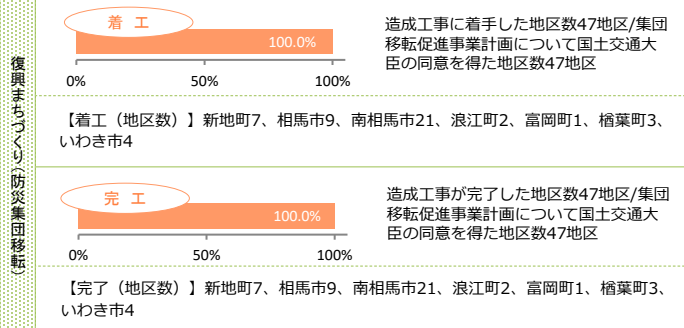 復興まちづくり（防災集団移転）
着 工
100.0%
0%
50%
100%
造成工事に着手した地区数47地区/集団
移転促進事業計画について国土交通大
臣の同意を得た地区数47地区
【着工（地区数）】新地町7、相馬市9、南相馬市21、浪江町2、富岡町1、楢葉町3、
いわき市4
完 工
100.0%
0%
50%
100%
造成工事が完了した地区数47地区/集団
移転促進事業計画について国土交通大
臣の同意を得た地区数47地区
【完了（地区数）】新地町7、相馬市9、南相馬市21、浪江町2、富岡町1、楢葉町3、
いわき市4